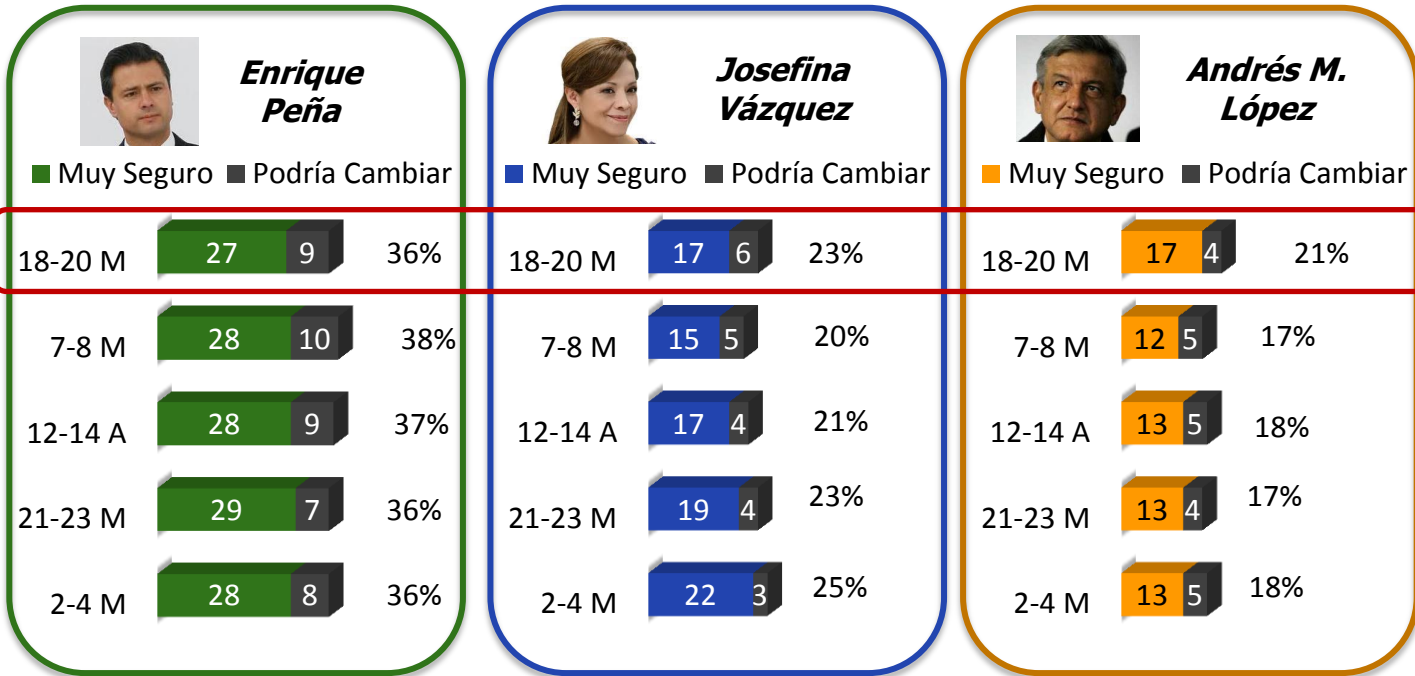 Enrique
Peña
Muy Seguro Podría Cambiar
18-20 M 27 9 36%
7-8 M 28 10 38%
12-14 A 28 9 37%
21-23 M 29 7 36%
2-4 M 28 8 36%
Josefina
Vázquez
Muy Seguro Podría Cambiar
18-20 M 17 6 23%
7-8 M 15 5 20%
12-14 A 17 4 21%
21-23 M 19 4 23%
2-4 M 22 3 25%
Andrés M.
López
Muy Seguro Podría Cambiar
18-20 M 17 4 21%
7-8 M 12 5 17%
12-14 A 13 5 18%
21-23 M 13 4 17%
2-4 M 13 5 18%